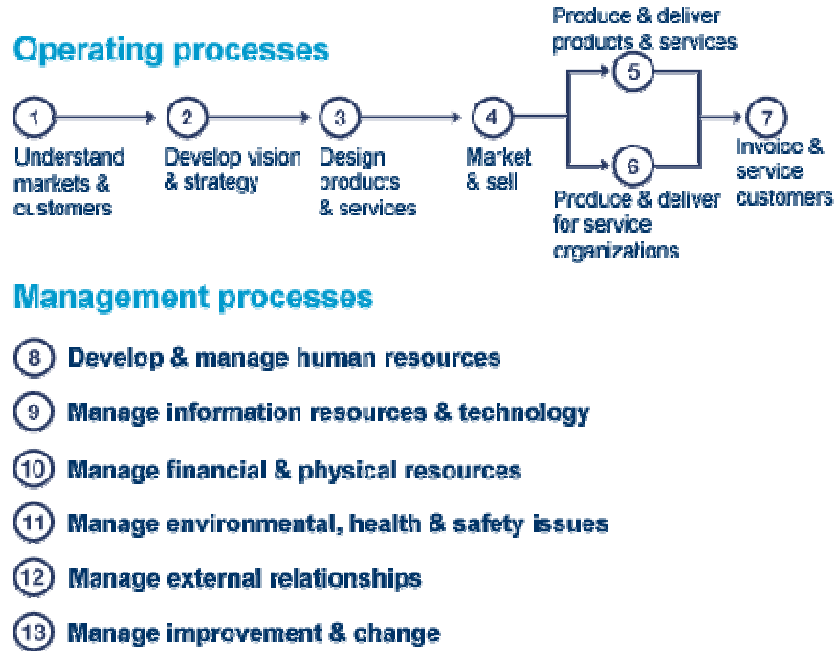 Operating processes
1
Understand
markets &
customers
2
Develop vision
& strategy
3
Design
products
& services
4
Market
& sell
Produce & deliver
products & services
5
6
Produce & deliver
for service
organizations
7
Invoice &
service
customers
Management processes
8 Develop & manage human resources
9 Manage information resources & technology
10 Manage financial & physical resources
11 Manage environmental, health & safety issues
12 Manage external relationships
13 Manage improvement & change